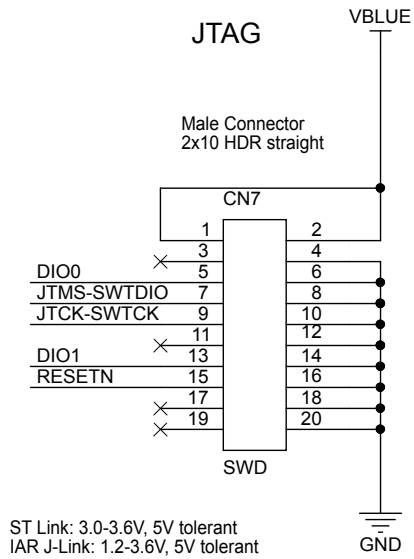 VBLUE
JTAG
Male Connector
2x10 HDR straight
CN7
1 2
3 4
DIO0 5 6
JTMS-SWTDIO 7 8
JTCK-SWTCK 9 10
11 12
DIO1 13 14
RESETN 15 16
17 18
19 20
SWD
ST Link: 3.0-3.6V, 5V tolerant
IAR J-Link: 1.2-3.6V, 5V tolerant
GND